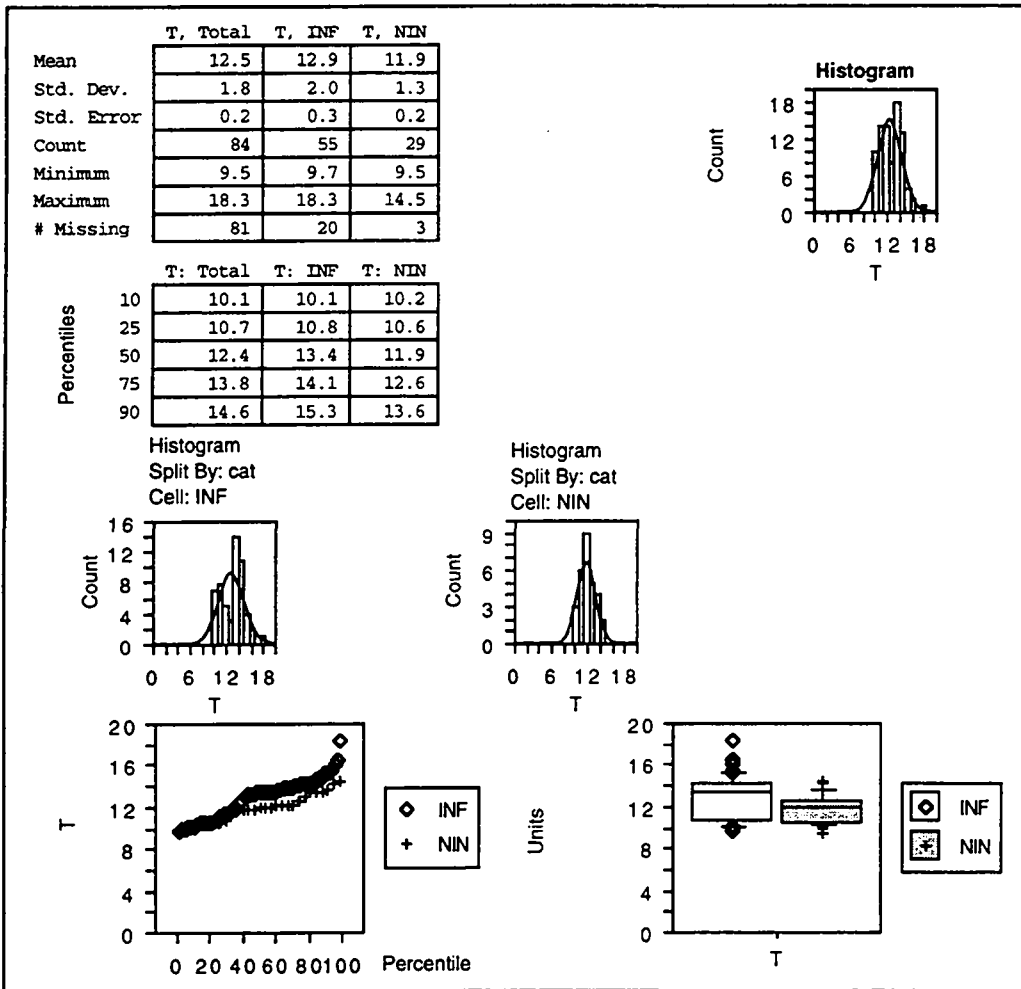 T, Total T, INF T, NIN
Mean 12.5 12.9 11.9
Std. Dev. 1.8 2.0 1.3
Std. Error 0.2 0.3 0.2
Count 84 55 29
Minimum 9.5 9.7 9.5
Maximum 18.3 18.3 14.5
# Missing 81 20 3
Histogram
18
12
6
0
Count
0 6 12 18
T
T: Total T: INF T: NIN
Percentiles
10 10.1 10.1 10.2
25 10.7 10.8 10.6
50 12.4 13.4 11.9
75 13.8 14.1 12.6
90 14.6 15.3 13.6
Histogram
Split By: cat
Cell: INF
16
12
8
4
0
Count
0 6 12 18
T
Histogram
Split By: cat
Cell: NIN
9
6
3
0
Count
0 6 12 18
T
20
16
12
8
4
0
T
0 20 40 60 80 100 Percentile
INF
NIN
20
16
12
8
4
0
Units
T
INF
NIN